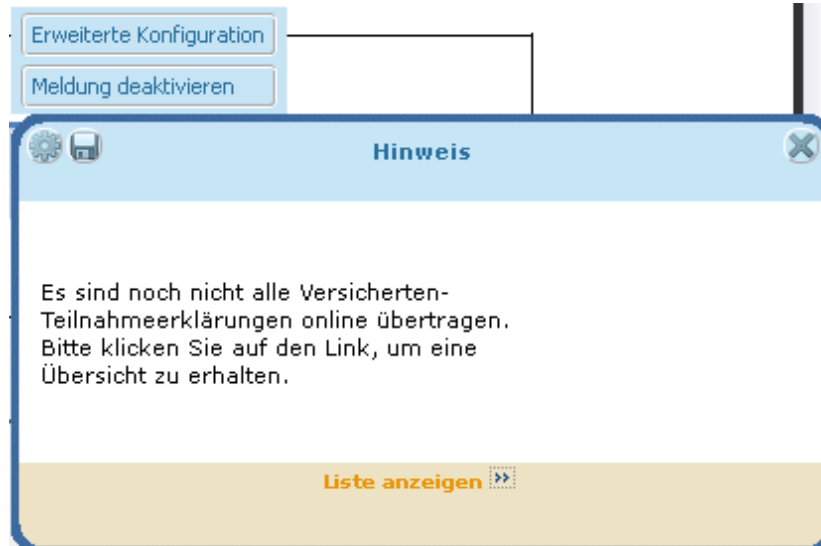 Erweiterte Konfiguration
Meldung deaktivieren
Hinweis
Es sind noch nicht alle Versicherten-
Teilnahmeerklärungen online übertragen.
Bitte klicken Sie auf den Link, um eine
Übersicht zu erhalten.
Liste anzeigen »